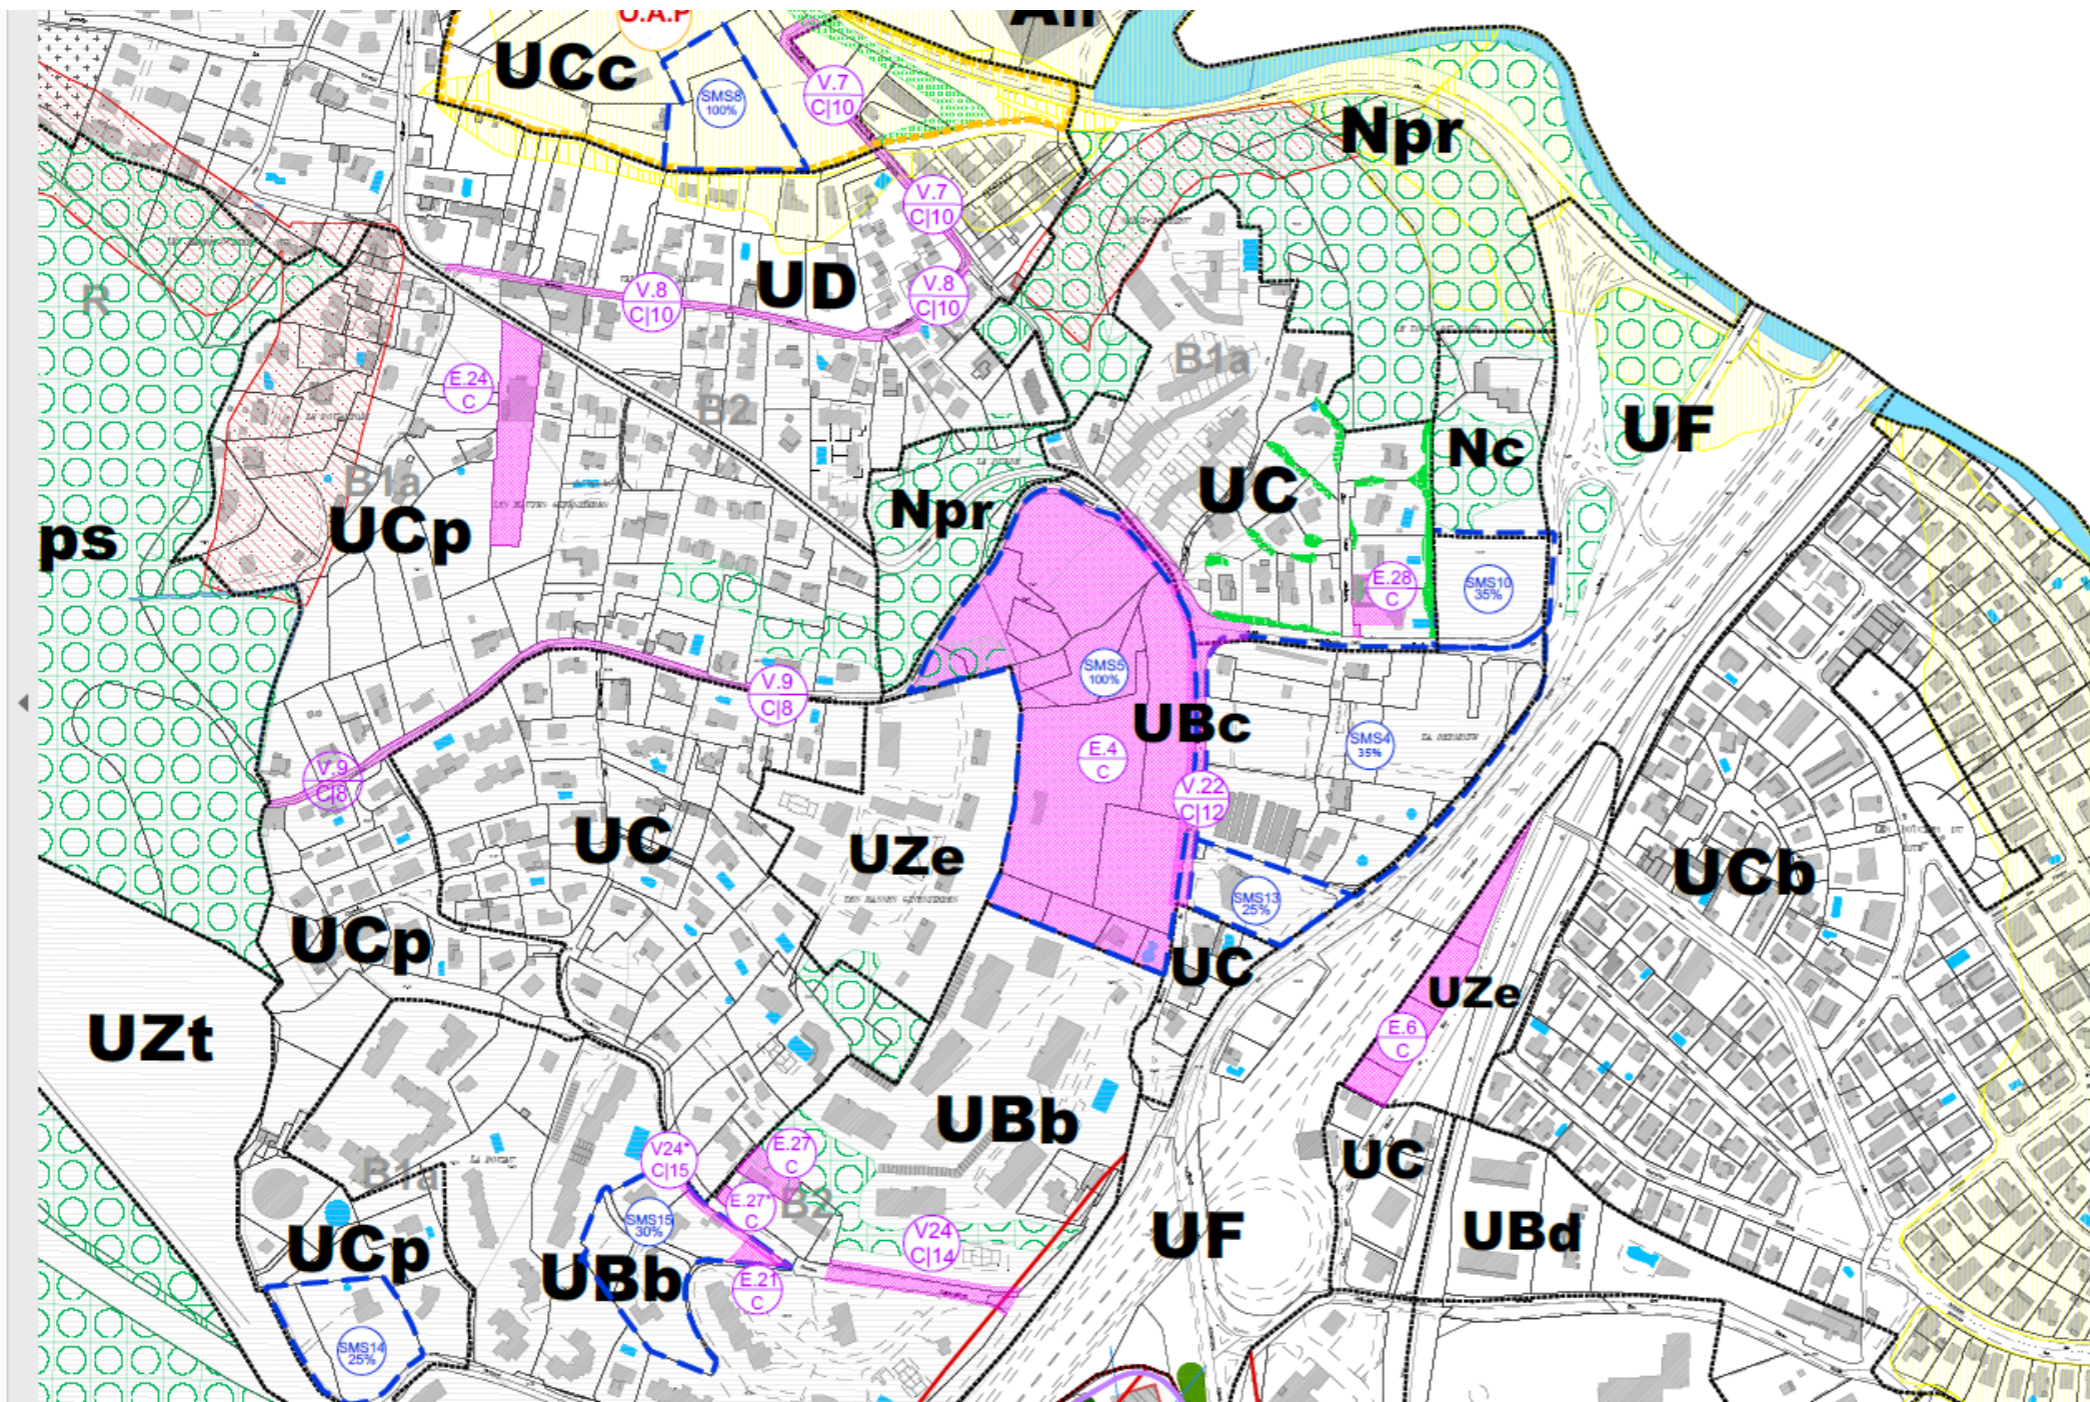 U.A.P
UCc
SMS8
100%
V.7
C|10
Npr
V.7
C|10
R
V.8
C|10
UD
V.8
C|10
B1a
E.24
C
B2
UF
Nc
B1a
UC
Npr
UCp
ps
E.28
C
SMS10
35%
SMS5
100%
V.9
C|8
UBc
SMS4
35%
E.4
C
V.9
C|8
V.22
C|12
UC
UZe
UCb
LES BASSES GINESTIERES
SMS13
25%
UCp
UC
UZe
UZt
E.6
C
UBb
V24*
C|15
E.27
C
UC
B1a
E.27*
C
B2
SMS15
30%
UCp
V24
C|14
UF
UBd
UBb
E.21
C
SMS14
25%